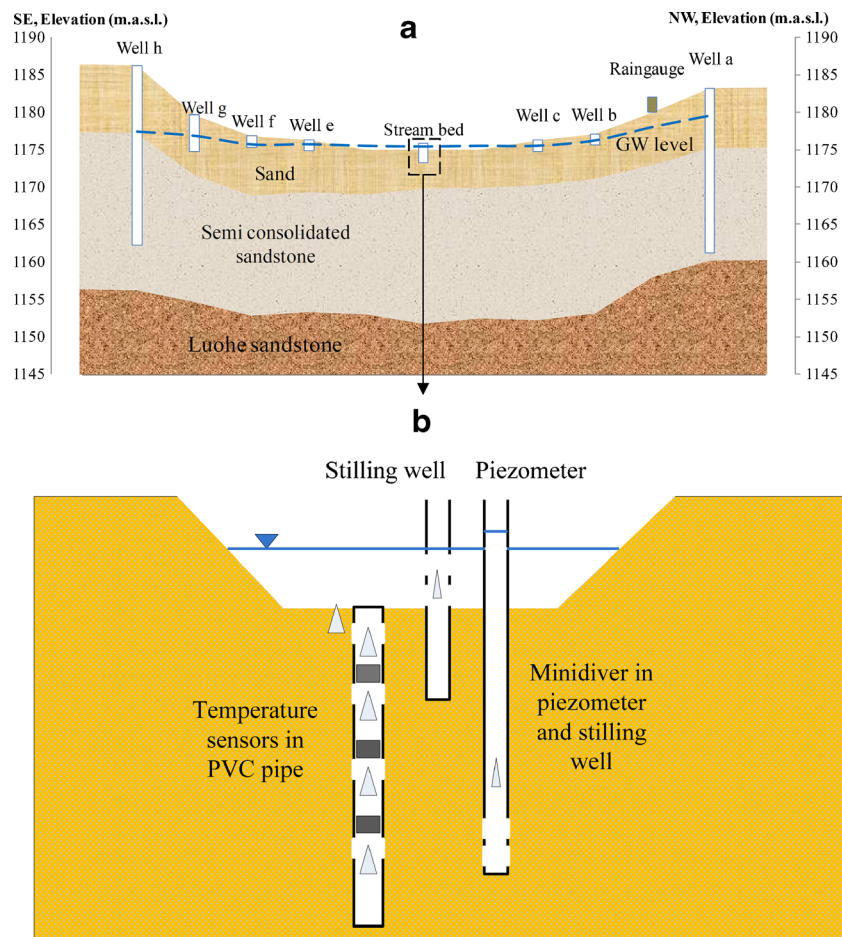 SE, Elevation (m.a.s.l.)
a
NW, Elevation (m.a.s.l.)
1190
1185
1180
1175
1170
1165
1160
1155
1150
1145
Well h
Well g
Well f
Well e
Stream bed
Well c
Well b
Raingauge
Well a
GW level
Sand
Semi consolidated
sandstone
Luohe sandstone
1190
1185
1180
1175
1170
1165
1160
1155
1150
1145
b
Stilling well
Piezometer
Temperature
sensors in
PVC pipe
Minidiver in
piezometer
and stilling
well